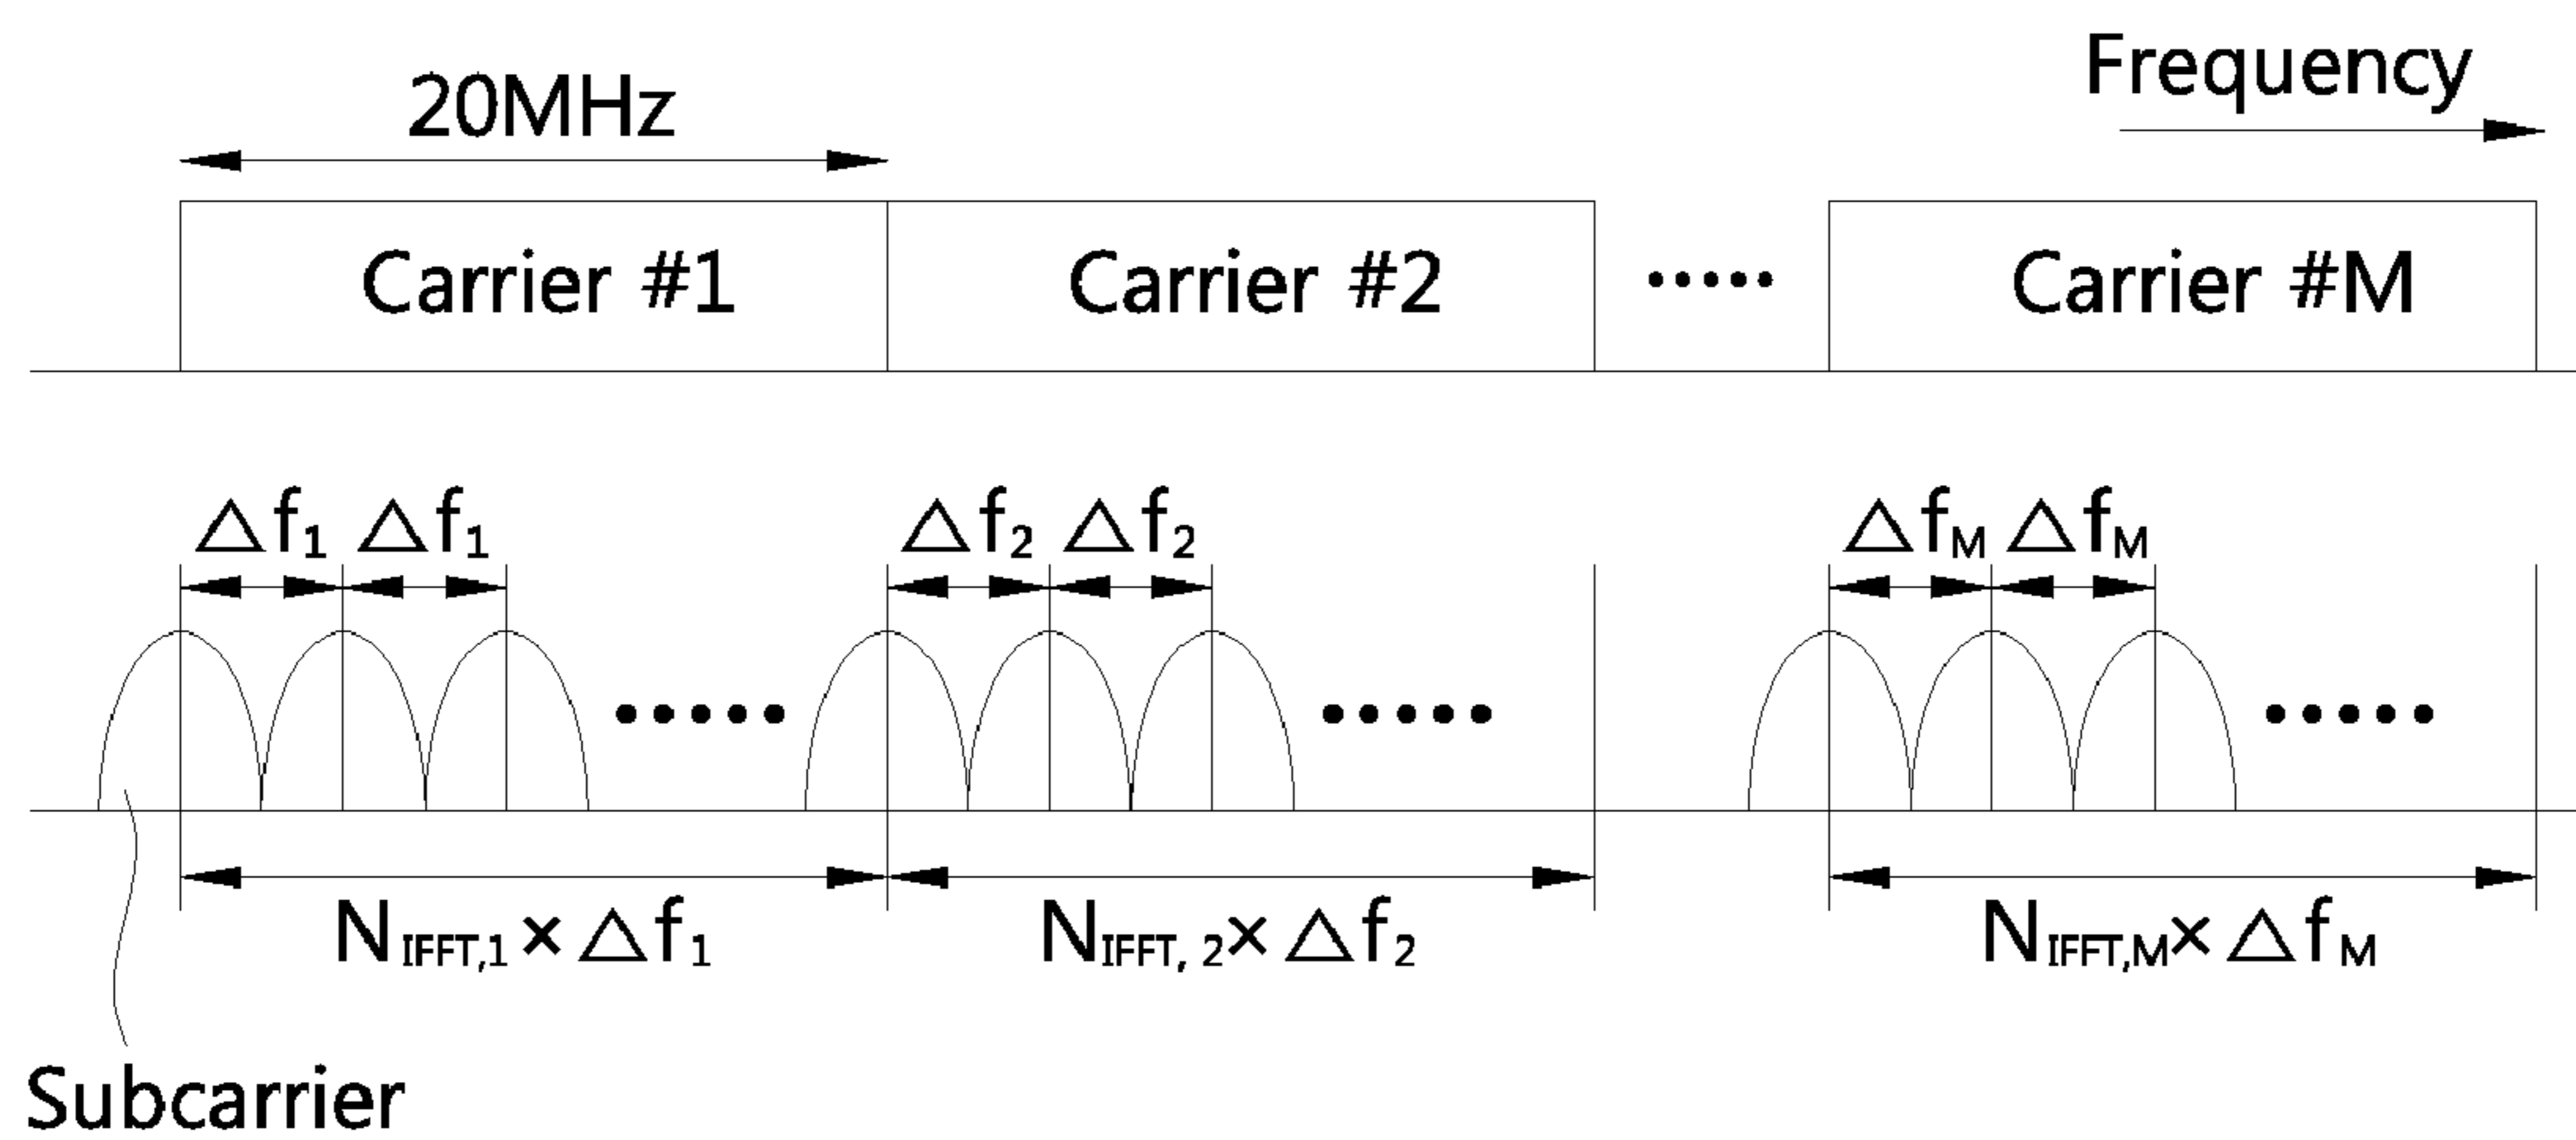 Frequency
20MHz
Carrier #1 Carrier #2 ····· Carrier #M
△f1 △f1 △f2 △f2 △fM △fM
NIFFT,1×△f1 NIFFT, 2×△f2 NIFFT,M×△fM
Subcarrier